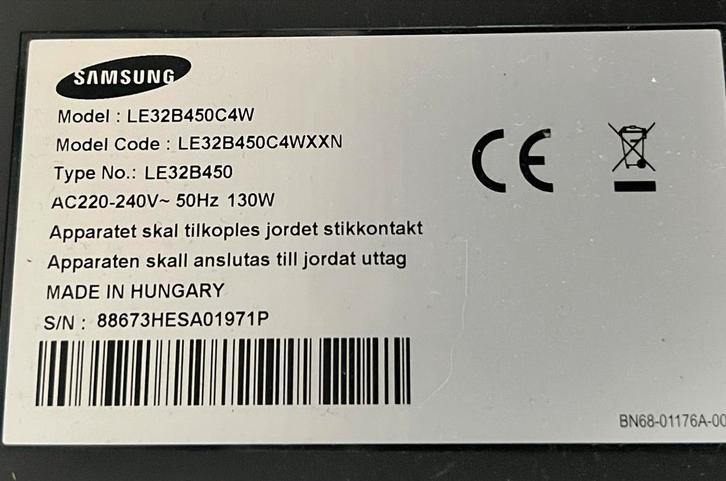 SAMSUNG
Model : LE32B450C4W
Model Code : LE32B450C4WXXN
Type No.: LE32B450
AC220-240V~ 50Hz 130W
Apparatet skal tilkoples jordet stikkontakt
Apparaten skall anslutas till jordat uttag
MADE IN HUNGARY
S/N : 88673HESA01971P
CE
BN68-01176A-00